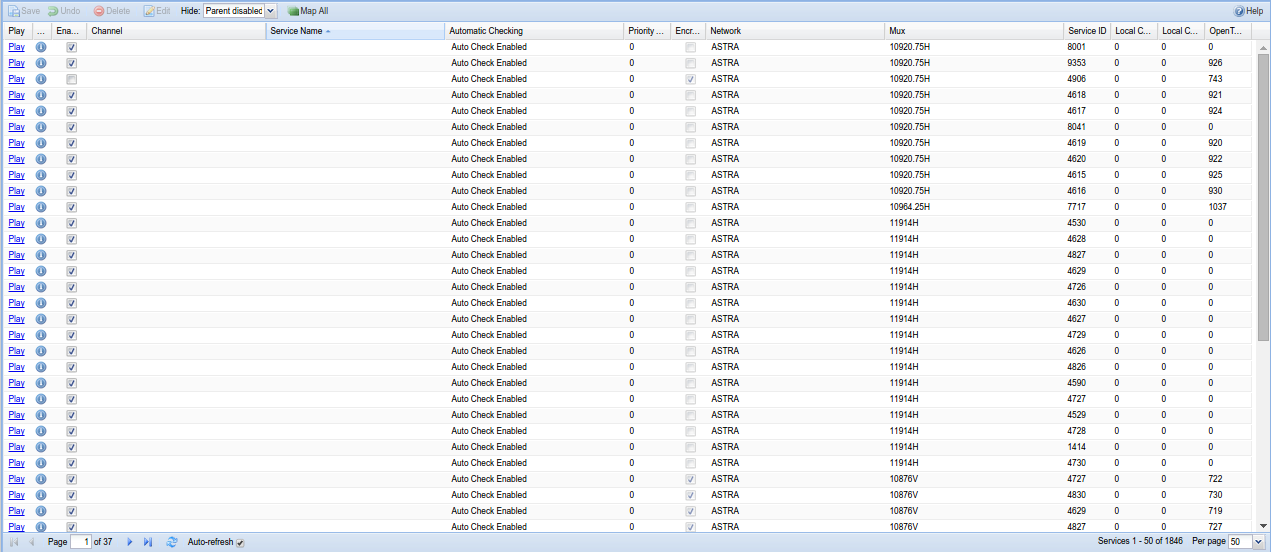 Save Undo Delete Edit Hide: Parent disabled Map All Help
Play ... Ena... Channel Service Name Automatic Checking Priority ... Encr... Network Mux Service ID Local C... Local C... OpenT...
Play Auto Check Enabled 0 ASTRA 10920.75H 8001 0 0 0
Play Auto Check Enabled 0 ASTRA 10920.75H 9353 0 0 926
Play Auto Check Enabled 0 ASTRA 10920.75H 4906 0 0 743
Play Auto Check Enabled 0 ASTRA 10920.75H 4618 0 0 921
Play Auto Check Enabled 0 ASTRA 10920.75H 4617 0 0 924
Play Auto Check Enabled 0 ASTRA 10920.75H 8041 0 0 0
Play Auto Check Enabled 0 ASTRA 10920.75H 4619 0 0 920
Play Auto Check Enabled 0 ASTRA 10920.75H 4620 0 0 922
Play Auto Check Enabled 0 ASTRA 10920.75H 4615 0 0 925
Play Auto Check Enabled 0 ASTRA 10920.75H 4616 0 0 930
Play Auto Check Enabled 0 ASTRA 10964.25H 7717 0 0 1037
Play Auto Check Enabled 0 ASTRA 11914H 4530 0 0 0
Play Auto Check Enabled 0 ASTRA 11914H 4628 0 0 0
Play Auto Check Enabled 0 ASTRA 11914H 4827 0 0 0
Play Auto Check Enabled 0 ASTRA 11914H 4629 0 0 0
Play Auto Check Enabled 0 ASTRA 11914H 4726 0 0 0
Play Auto Check Enabled 0 ASTRA 11914H 4630 0 0 0
Play Auto Check Enabled 0 ASTRA 11914H 4627 0 0 0
Play Auto Check Enabled 0 ASTRA 11914H 4729 0 0 0
Play Auto Check Enabled 0 ASTRA 11914H 4626 0 0 0
Play Auto Check Enabled 0 ASTRA 11914H 4826 0 0 0
Play Auto Check Enabled 0 ASTRA 11914H 4590 0 0 0
Play Auto Check Enabled 0 ASTRA 11914H 4727 0 0 0
Play Auto Check Enabled 0 ASTRA 11914H 4529 0 0 0
Play Auto Check Enabled 0 ASTRA 11914H 4728 0 0 0
Play Auto Check Enabled 0 ASTRA 11914H 1414 0 0 0
Play Auto Check Enabled 0 ASTRA 11914H 4730 0 0 0
Play Auto Check Enabled 0 ASTRA 10876V 4727 0 0 722
Play Auto Check Enabled 0 ASTRA 10876V 4830 0 0 730
Play Auto Check Enabled 0 ASTRA 10876V 4629 0 0 719
Play Auto Check Enabled 0 ASTRA 10876V 4827 0 0 727
Page 1 of 37 Auto-refresh Services 1 - 50 of 1846 Per page 50